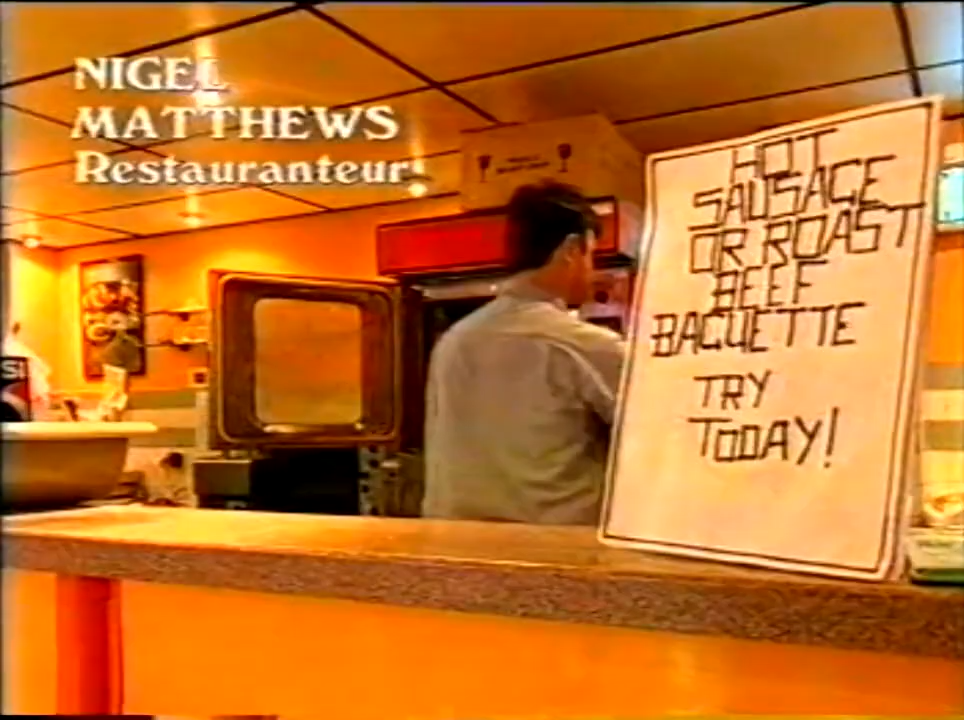 NIGEL
MATTHEWS
Restauranteur
HOT
SAUSAGE
OR ROAST
BEEF
BAGUETTE
TRY
TODAY!